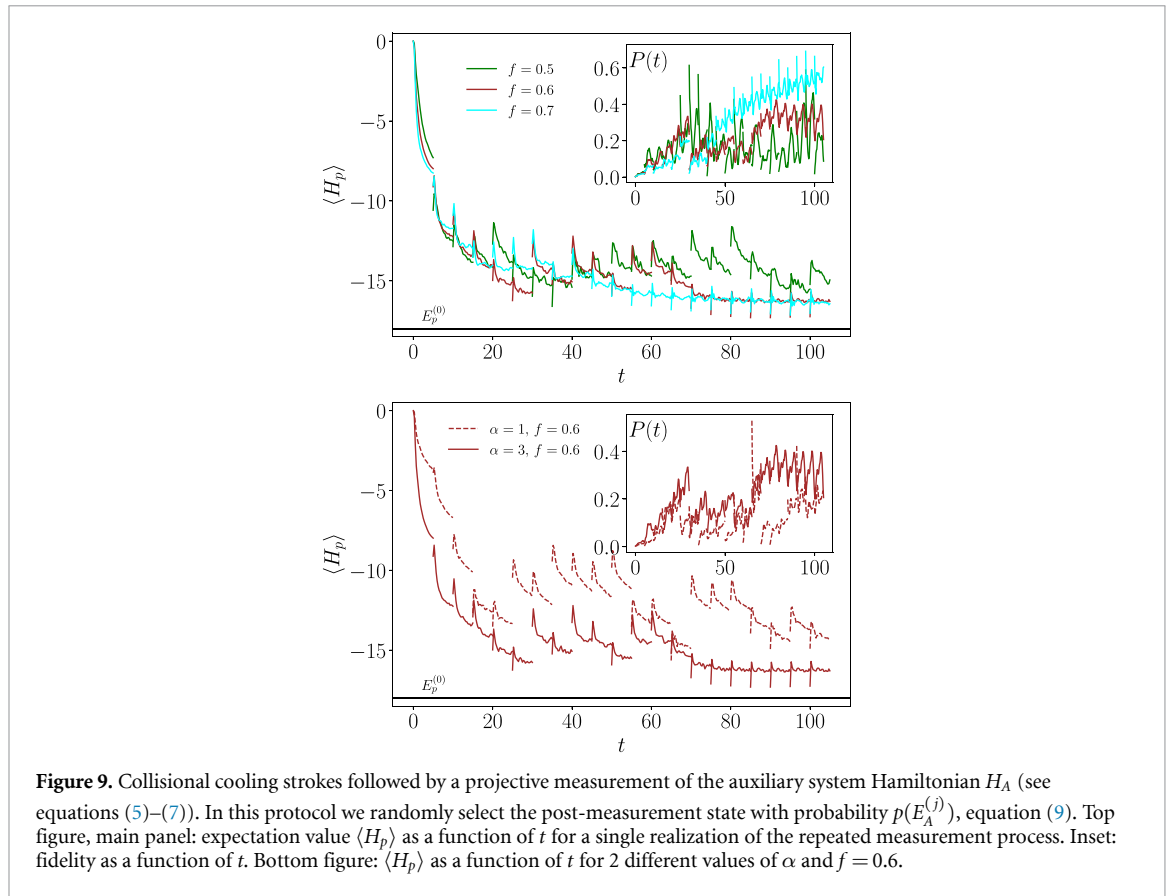 0
−5
−10
−15
⟨H_p⟩
f = 0.5
f = 0.6
f = 0.7
P(t)
0.6
0.4
0.2
0.0
0 50 100
E_p^{(0)}
0 20 40 60 80 100
t
0
−5
−10
−15
⟨H_p⟩
α = 1, f = 0.6
α = 3, f = 0.6
P(t)
0.4
0.2
0.0
0 50 100
E_p^{(0)}
0 20 40 60 80 100
t
Figure 9. Collisional cooling strokes followed by a projective measurement of the auxiliary system Hamiltonian H_A (see
equations (5)–(7)). In this protocol we randomly select the post-measurement state with probability p(E_A^{(j)}), equation (9). Top
figure, main panel: expectation value ⟨H_p⟩ as a function of t for a single realization of the repeated measurement process. Inset:
fidelity as a function of t. Bottom figure: ⟨H_p⟩ as a function of t for 2 different values of α and f = 0.6.